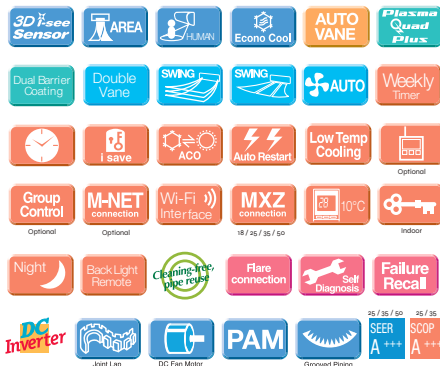 3D i-see Sensor
AREA
HUMAN
Econo Cool
AUTO VANE
Plasma Quad Plus
Dual Barrier Coating
Double Vane
SWING
SWING
AUTO
Weekly Timer
i save
ACO
Auto Restart
Low Temp Cooling
Optional
Group Control
M-NET connection
Wi-Fi Interface
MXZ connection
10°C
Optional
Optional
18 / 25 / 35 / 50
Indoor
Night
Back Light Remote
Cleaning-free, pipe reuse
Flare connection
Self Diagnosis
Failure Recall
25 / 35 / 50
25 / 35
DC Inverter
Joint Lap
DC Fan Motor
PAM
Grooved Piping
SEER A +++
SCOP A +++